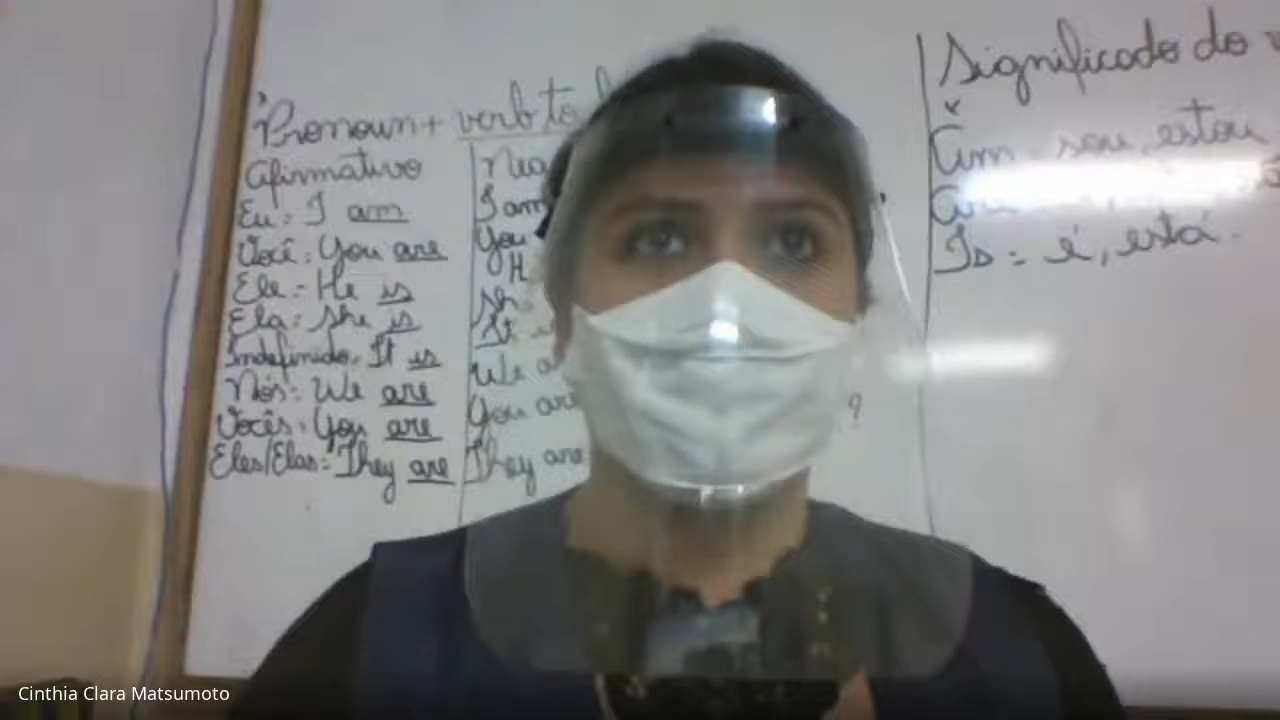 Pronoun + verb to
Afirmativo
Eu: I am
Você: You are
Ele: He is
Ela: She is
Indefinido: It is
Nós: We are
Vocês: You are
Eles/Elas: They are
I am
You
H
Sh
It
We a
You are
They are
?
Significado do
Am sou, estou
Is = é, está.
Cinthia Clara Matsumoto